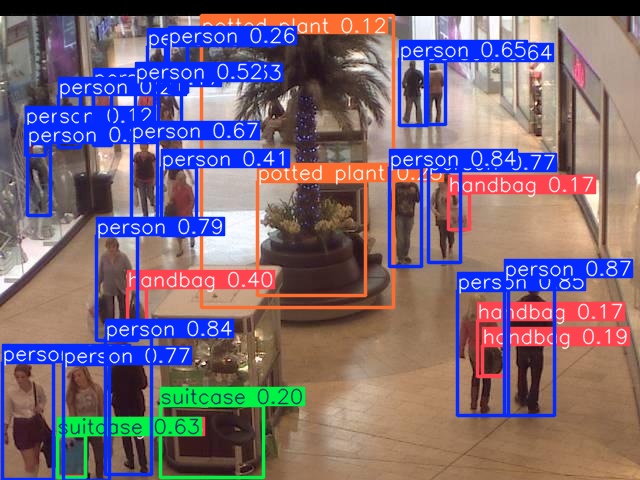 potted plant 0.12
person 0.26
person 0.65
64
0.52
person
person 0.12
person 0.67
person 0.41
person 0.84
0.77
potted plant
handbag 0.17
person 0.79
handbag 0.40
person 0.87
person 0.85
handbag 0.17
handbag 0.19
person 0.84
person
person 0.77
suitcase 0.20
suitcase 0.63